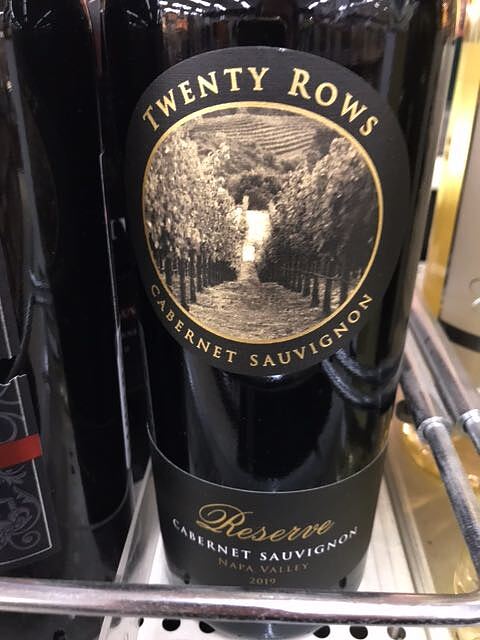 TWENTY ROWS
CABERNET SAUVIGNON
Reserve
CABERNET SAUVIGNON
NAPA VALLEY
2019